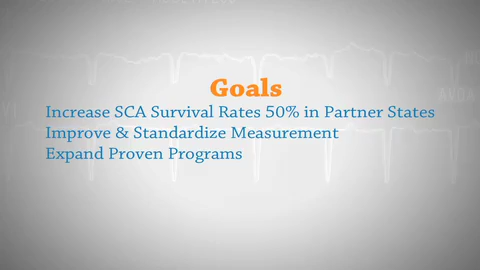 Goals
Increase SCA Survival Rates 50% in Partner States
Improve & Standardize Measurement
Expand Proven Programs